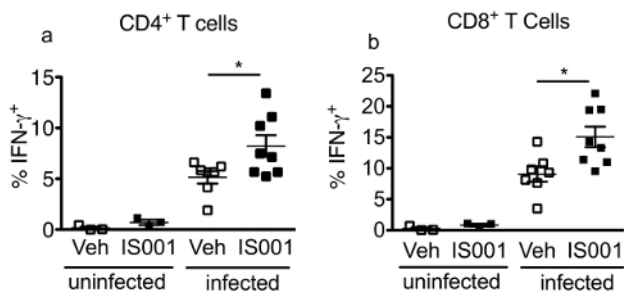 a
CD4+ T cells
% IFN-γ+
15
10
5
0
*
Veh IS001 Veh IS001
uninfected infected
b
CD8+ T Cells
% IFN-γ+
25
20
15
10
5
0
*
Veh IS001 Veh IS001
uninfected infected